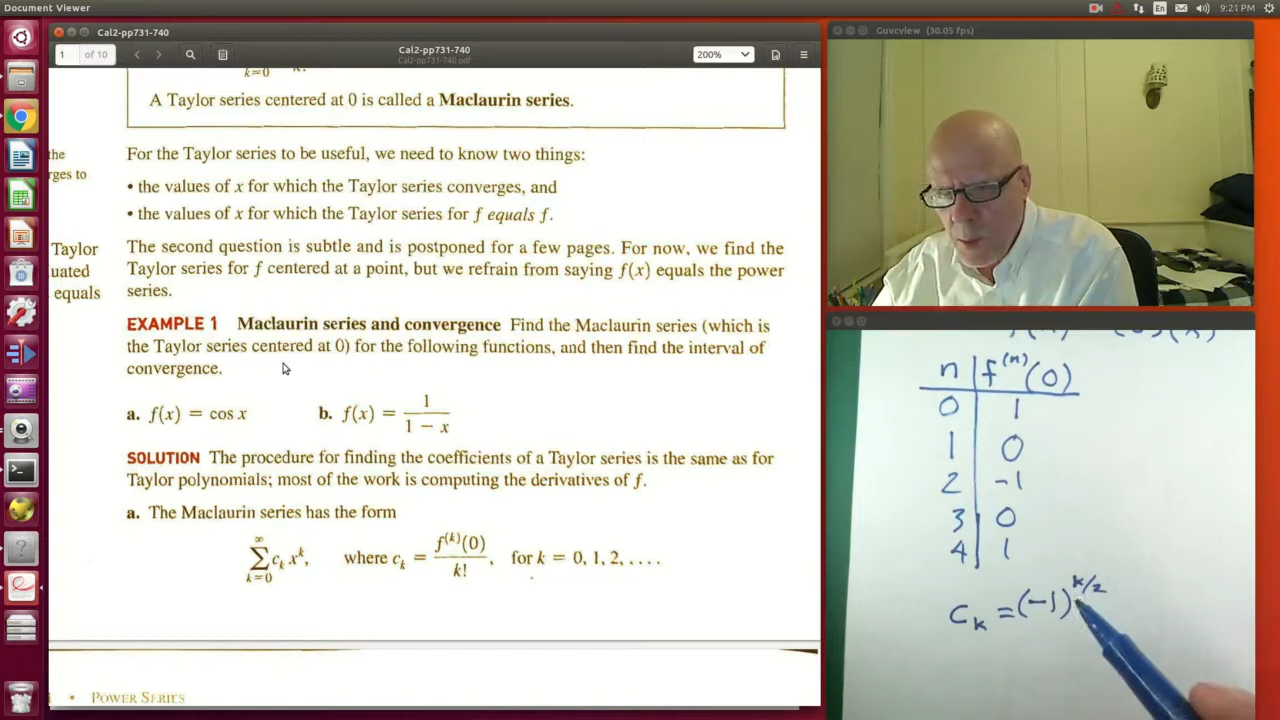 Document Viewer
En
9:21 PM
Cal2-pp731-740
1 of 10
Cal2-pp731-740
Cal2-pp731-740.pdf
200%
k=0
A Taylor series centered at 0 is called a Maclaurin series.
the
rges to
For the Taylor series to be useful, we need to know two things:
• the values of x for which the Taylor series converges, and
• the values of x for which the Taylor series for f equals f.
Taylor
uated
equals
The second question is subtle and is postponed for a few pages. For now, we find the
Taylor series for f centered at a point, but we refrain from saying f(x) equals the power
series.
EXAMPLE 1 Maclaurin series and convergence Find the Maclaurin series (which is
the Taylor series centered at 0) for the following functions, and then find the interval of
convergence.
a. f(x) = cos x b. f(x) = 1/(1 − x)
SOLUTION The procedure for finding the coefficients of a Taylor series is the same as for
Taylor polynomials; most of the work is computing the derivatives of f.
a. The Maclaurin series has the form
∑_{k=0}^{∞} c_k x^k, where c_k = f^(k)(0)/k!, for k = 0, 1, 2, . . . .
• POWER SERIES
Guvcview (30.05 fps)
n f^(n)(0)
0 1
1 0
2 -1
3 0
4 1
C_k = (-1)^{k/2}